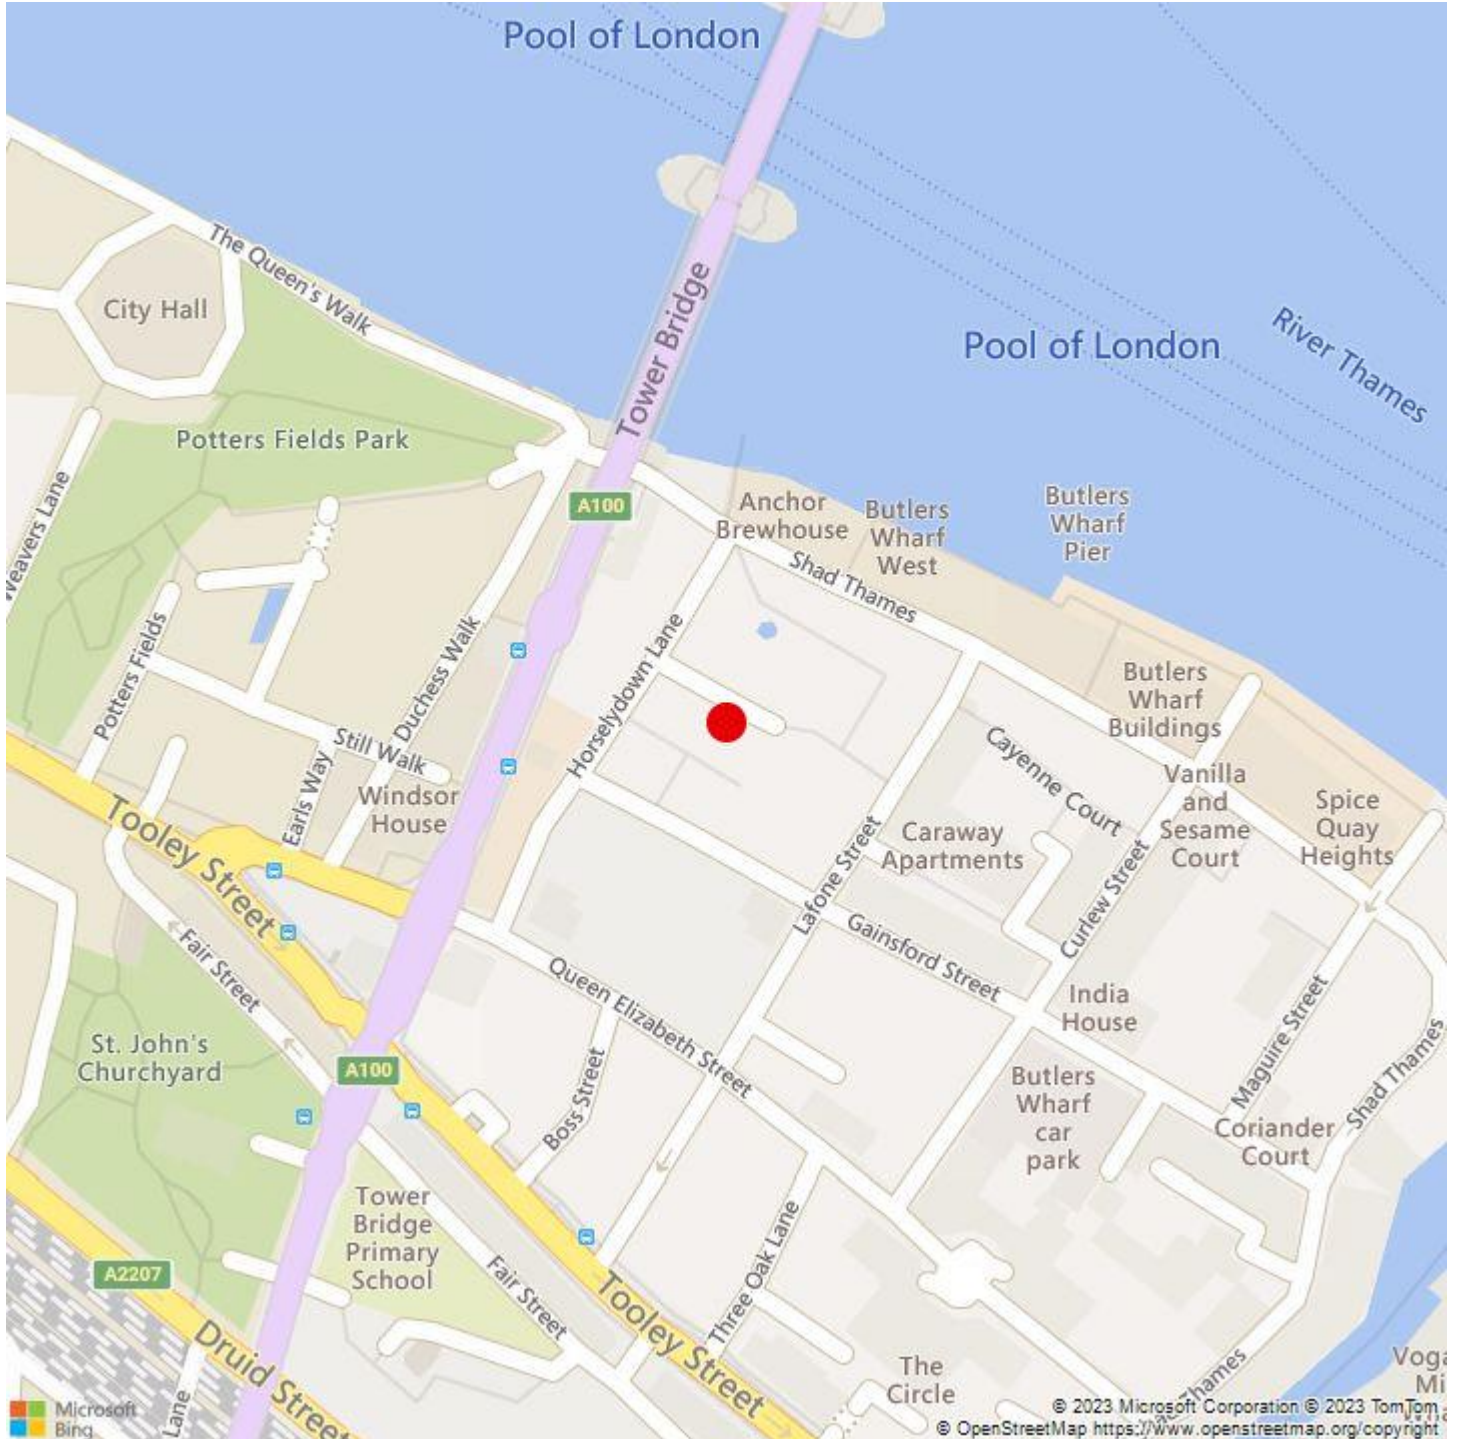 Pool of London
The Queen's Walk
City Hall
Tower Bridge
Pool of London
River Thames
Potters Fields Park
Weavers Lane
A100
Anchor
Brewhouse
Butlers
Wharf
West
Butlers
Wharf
Pier
Shad Thames
Potters Fields
Duchess Walk
Horselydown Lane
Still Walk
Earls Way
Windsor
House
Butlers
Wharf
Buildings
Cayenne Court
Vanilla
and
Sesame
Court
Spice
Quay
Heights
Caraway
Apartments
Lafone Street
Curlew Street
Tooley Street
Fair Street
Gainsford Street
Queen Elizabeth Street
India
House
Maguire Street
Shad Thames
St. John's
Churchyard
A100
Boss Street
Butlers
Wharf
car
park
Coriander
Court
Tower
Bridge
Primary
School
A2207
Fair Street
Three Oak Lane
Tooley Street
Druid Street
Lane
The
Circle
Thames
Microsoft
Bing
© 2023 Microsoft Corporation © 2023 TomTom
© OpenStreetMap https://www.openstreetmap.org/copyright